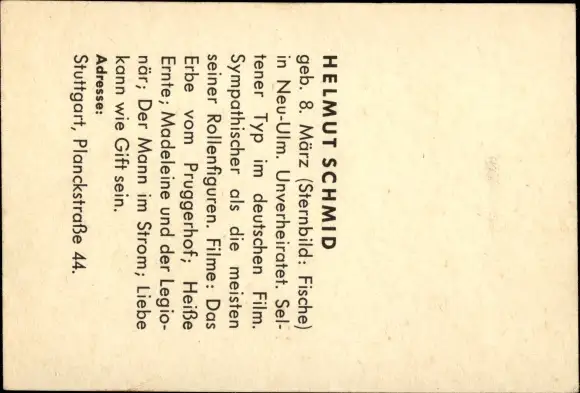 HELMUT SCHMID
geb. 8. März (Sternbild: Fische)
in Neu-Ulm. Unverheiratet. Sel-
tener Typ im deutschen Film.
Sympathischer als die meisten
seiner Rollenfiguren. Filme: Das
Erbe vom Pruggerhof; Heiße
Ernte; Madeleine und der Legio-
när; Der Mann im Strom; Liebe
kann wie Gift sein.
Adresse:
Stuttgart, Planckstraße 44.